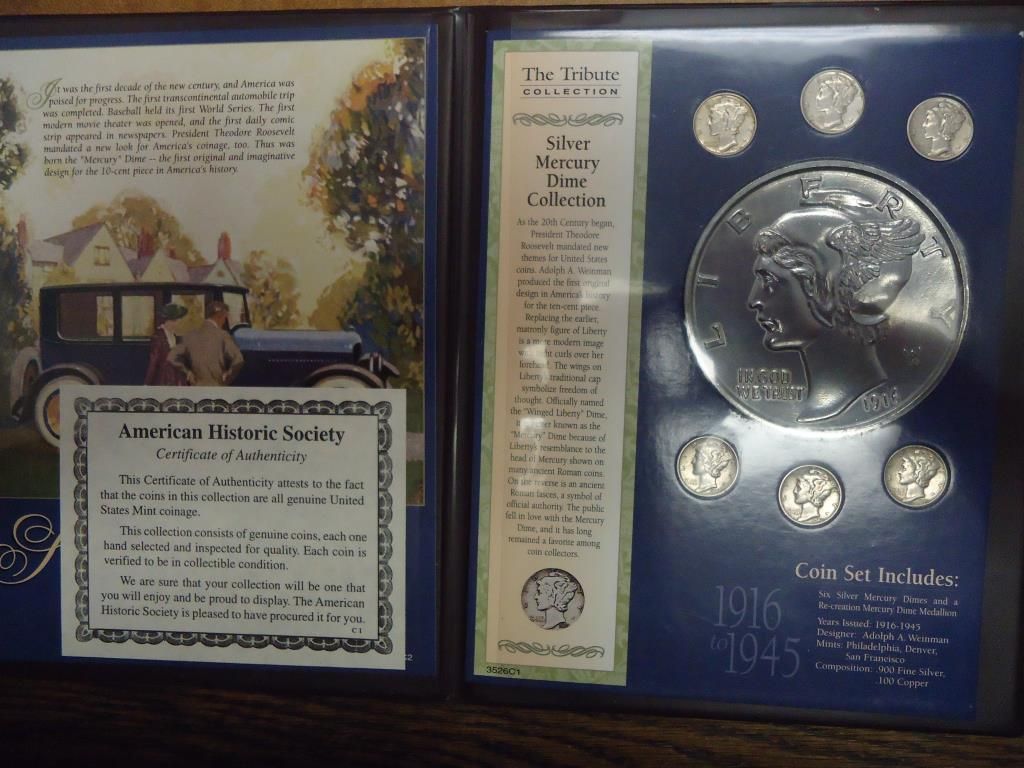 It was the first decade of the new century, and America was
poised for progress. The first transcontinental automobile trip
was completed. Baseball held its first World Series. The first
modern movie theater was opened, and the first daily comic
strip appeared in newspapers. President Theodore Roosevelt
mandated a new look for America's coinage, too. Thus was
born the "Mercury" Dime -- the first original and imaginative
design for the 10-cent piece in America's history.
American Historic Society
Certificate of Authenticity
This Certificate of Authenticity attests to the fact
that the coins in this collection are all genuine United
States Mint coinage.
This collection consists of genuine coins, each one
hand selected and inspected for quality. Each coin is
verified to be in collectible condition.
We are sure that your collection will be one that
you will enjoy and be proud to display. The American
Historic Society is pleased to have procured it for you.
C1
The Tribute
COLLECTION
Silver
Mercury
Dime
Collection
As the 20th Century began,
President Theodore
Roosevelt mandated new
themes for United States
coins. Adolph A. Weinman
produced the first original
design in America's history
for the ten-cent piece.
Replacing the earlier,
matronly figure of Liberty
is a more modern image
with tight curls over her
forehead. The wings on
Liberty's traditional cap
symbolize freedom of
thought. Officially named
the "Winged Liberty" Dime,
it is better known as the
"Mercury" Dime because of
Liberty's resemblance to the
head of Mercury shown on
many ancient Roman coins.
On the reverse is an ancient
Roman fasces, a symbol of
official authority. The public
fell in love with the Mercury
Dime, and it has long
remained a favorite among
coin collectors.
3526C1
LIBERTY
IN GOD
WE TRUST
1916
1916
to 1945
Coin Set Includes:
Six Silver Mercury Dimes and a
Re-creation Mercury Dime Medallion
Years Issued: 1916-1945
Designer: Adolph A. Weinman
Mints: Philadelphia, Denver,
San Francisco
Composition: .900 Fine Silver,
.100 Copper